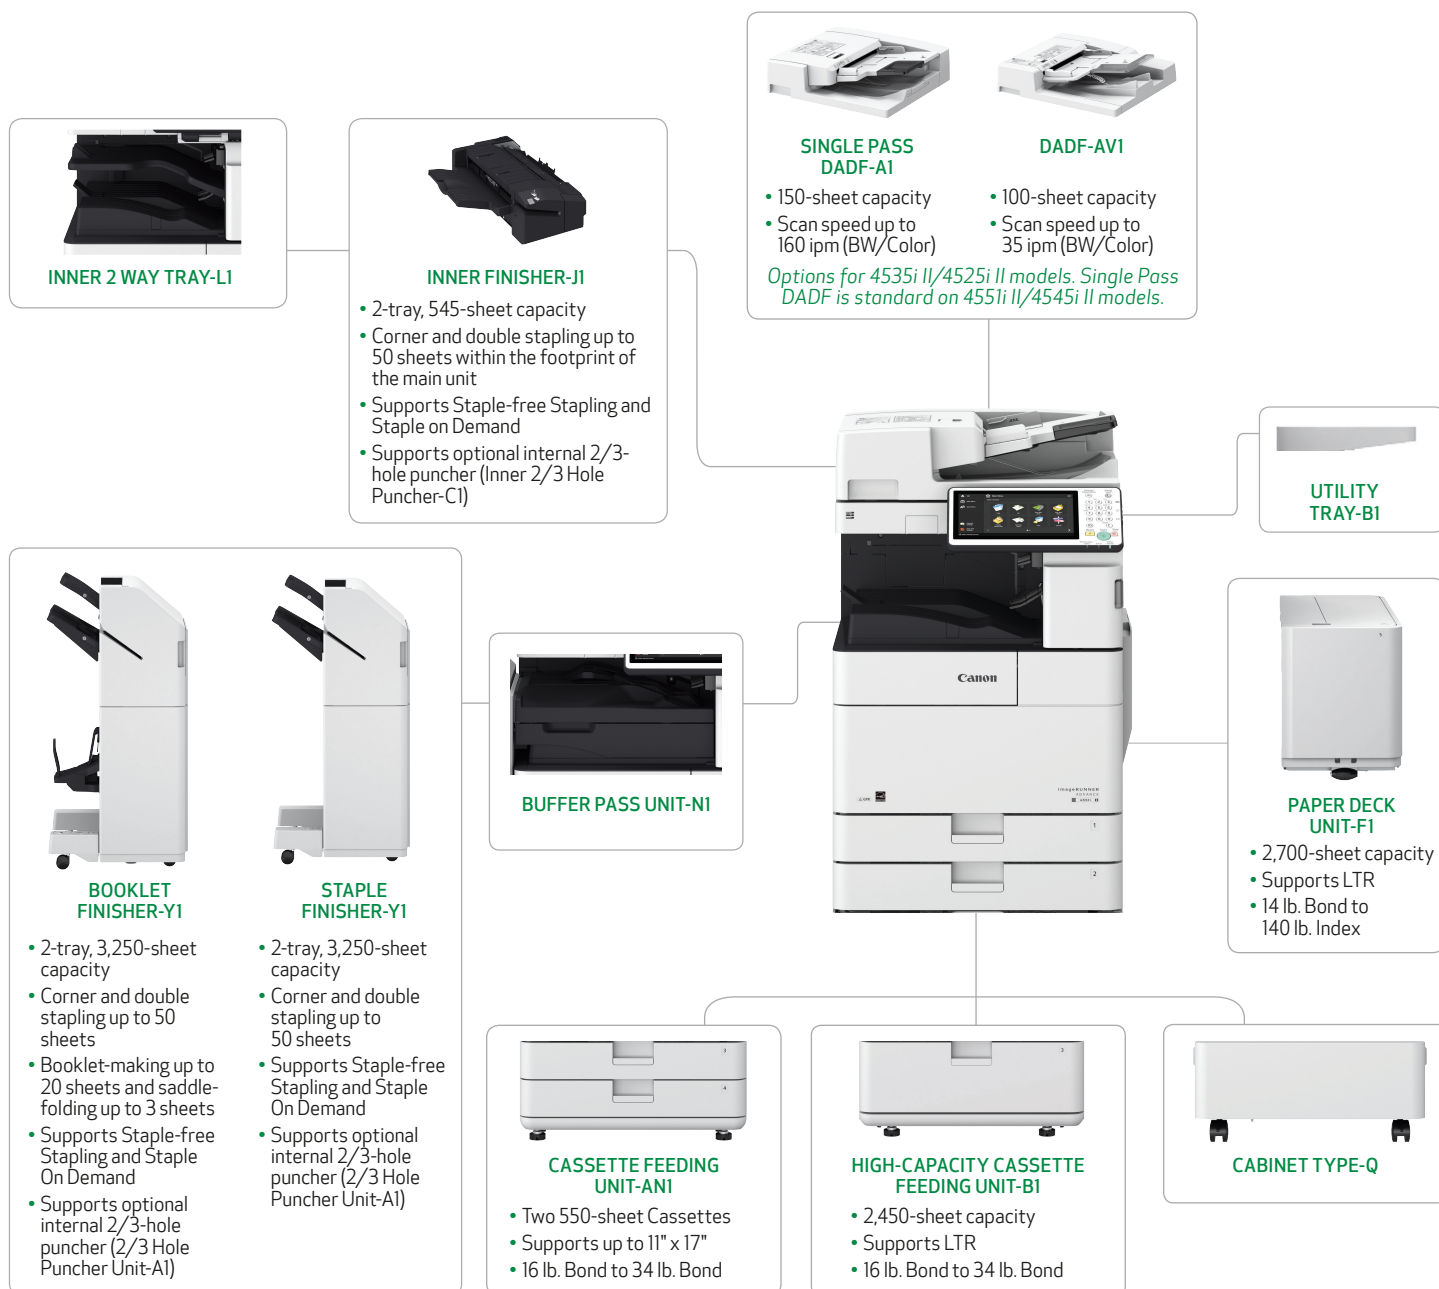 SINGLE PASS
DADF-A1
• 150-sheet capacity
• Scan speed up to
160 ipm (BW/Color)
DADF-AV1
• 100-sheet capacity
• Scan speed up to
35 ipm (BW/Color)
Options for 4535i II/4525i II models. Single Pass
DADF is standard on 4551i II/4545i II models.
INNER 2 WAY TRAY-L1
INNER FINISHER-J1
• 2-tray, 545-sheet capacity
• Corner and double stapling up to
50 sheets within the footprint of
the main unit
• Supports Staple-free Stapling and
Staple on Demand
• Supports optional internal 2/3-
hole puncher (Inner 2/3 Hole
Puncher-C1)
UTILITY
TRAY-B1
Canon
imageRUNNER
ADVANCE
1
2
BUFFER PASS UNIT-N1
5
PAPER DECK
UNIT-F1
• 2,700-sheet capacity
• Supports LTR
• 14 lb. Bond to
140 lb. Index
BOOKLET
FINISHER-Y1
• 2-tray, 3,250-sheet
capacity
• Corner and double
stapling up to 50
sheets
• Booklet-making up to
20 sheets and saddle-
folding up to 3 sheets
• Supports Staple-free
Stapling and Staple
On Demand
• Supports optional
internal 2/3-hole
puncher (2/3 Hole
Puncher Unit-A1)
STAPLE
FINISHER-Y1
• 2-tray, 3,250-sheet
capacity
• Corner and double
stapling up to
50 sheets
• Supports Staple-free
Stapling and Staple
On Demand
• Supports optional
internal 2/3-hole
puncher (2/3 Hole
Puncher Unit-A1)
3
4
CASSETTE FEEDING
UNIT-AN1
• Two 550-sheet Cassettes
• Supports up to 11" x 17"
• 16 lb. Bond to 34 lb. Bond
3
HIGH-CAPACITY CASSETTE
FEEDING UNIT-B1
• 2,450-sheet capacity
• Supports LTR
• 16 lb. Bond to 34 lb. Bond
CABINET TYPE-Q